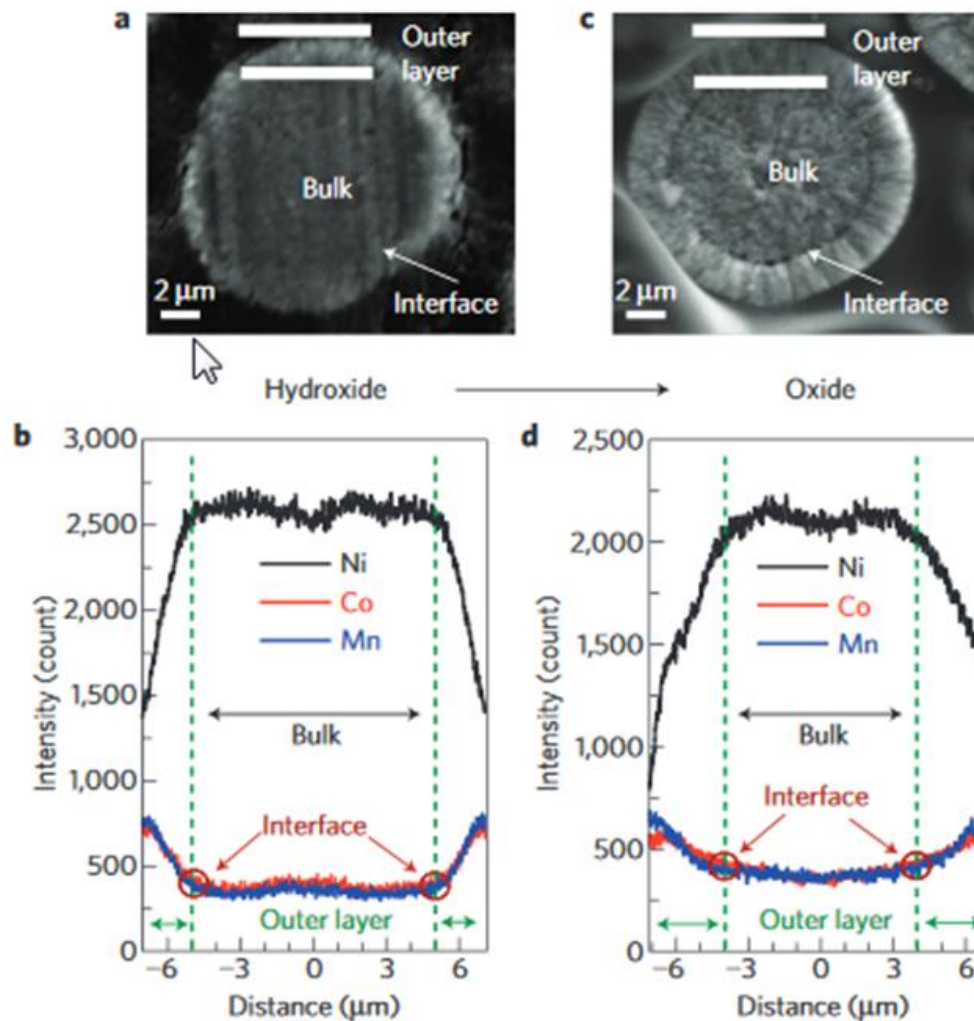 a
Outer
layer
Bulk
Interface
2 μm
c
Outer
layer
Bulk
Interface
2 μm
Hydroxide
Oxide
b
3,000
2,500
2,000
1,500
1,000
500
0
Intensity (count)
Ni
Co
Mn
Bulk
Interface
Outer layer
−6
−3
0
3
6
Distance (μm)
d
2,500
2,000
1,500
1,000
500
0
Intensity (count)
Ni
Co
Mn
Bulk
Interface
Outer layer
−6
−3
0
3
6
Distance (μm)